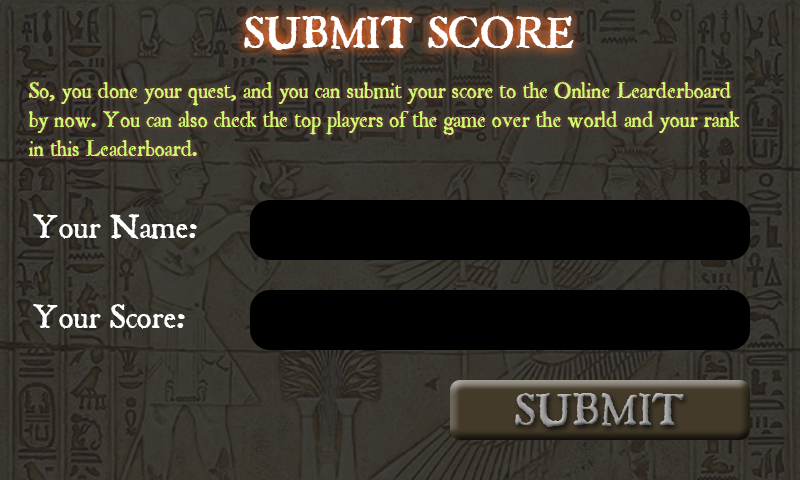 SUBMIT SCORE
So, you done your quest, and you can submit your score to the Online Learderboard
by now. You can also check the top players of the game over the world and your rank
in this Leaderboard.
Your Name:
Your Score:
SUBMIT